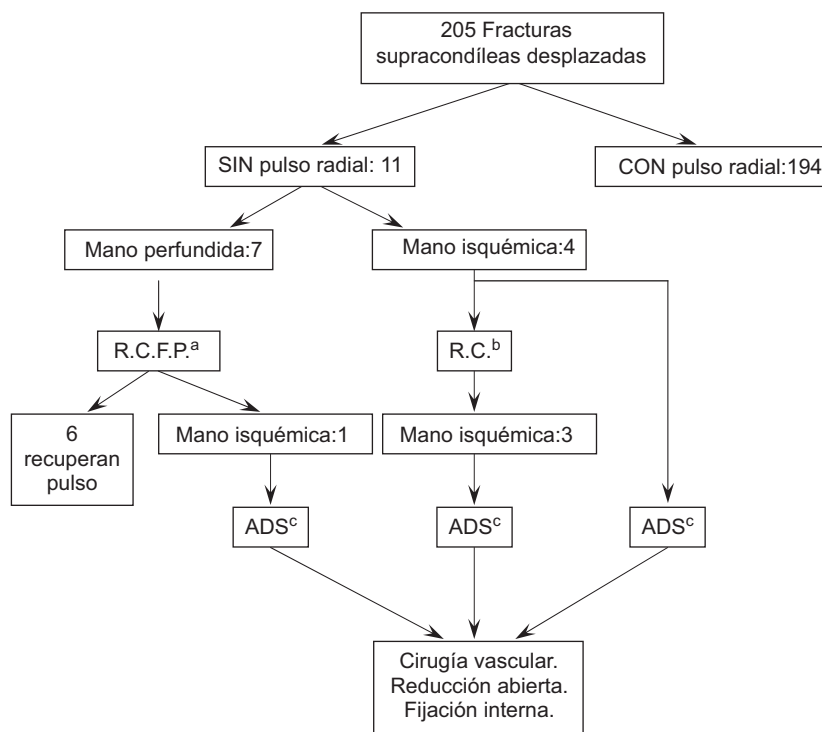 205 Fracturas
supracondíleas desplazadas
SIN pulso radial: 11
CON pulso radial:194
Mano perfundida:7
Mano isquémica:4
R.C.F.P.a
R.C.b
6
recuperan
pulso
Mano isquémica:1
Mano isquémica:3
ADSc
ADSc
ADSc
Cirugía vascular.
Reducción abierta.
Fijación interna.